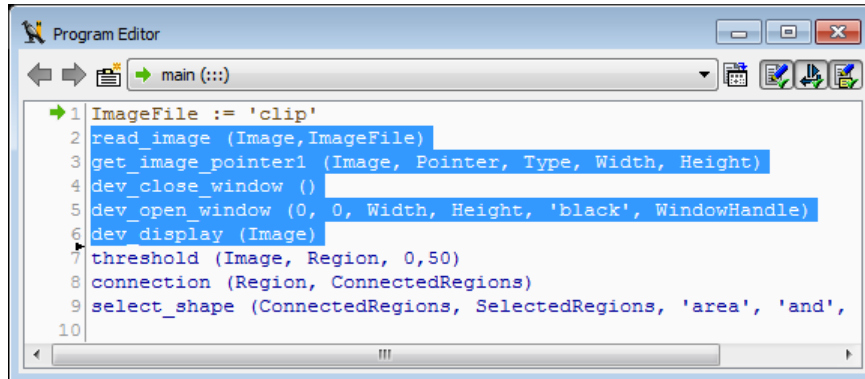 Program Editor
main (:::)
1 ImageFile := 'clip'
2 read_image (Image,ImageFile)
3 get_image_pointer1 (Image, Pointer, Type, Width, Height)
4 dev_close_window ()
5 dev_open_window (0, 0, Width, Height, 'black', WindowHandle)
6 dev_display (Image)
7 threshold (Image, Region, 0,50)
8 connection (Region, ConnectedRegions)
9 select_shape (ConnectedRegions, SelectedRegions, 'area', 'and',
10